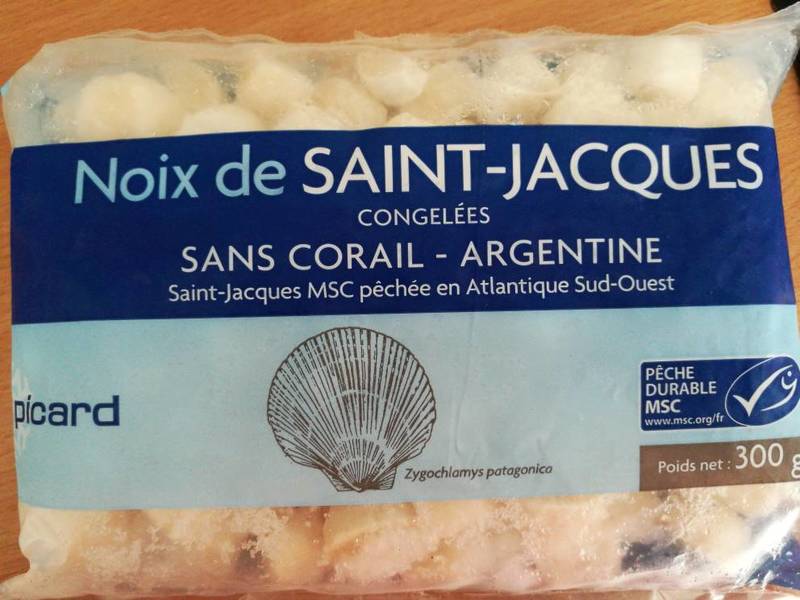 Noix de SAINT-JACQUES
CONGELÉES
SANS CORAIL - ARGENTINE
Saint-Jacques MSC pêchée en Atlantique Sud-Ouest
picard
Zygochlamys patagonica
PÊCHE
DURABLE
MSC
www.msc.org/fr
Poids net : 300 g